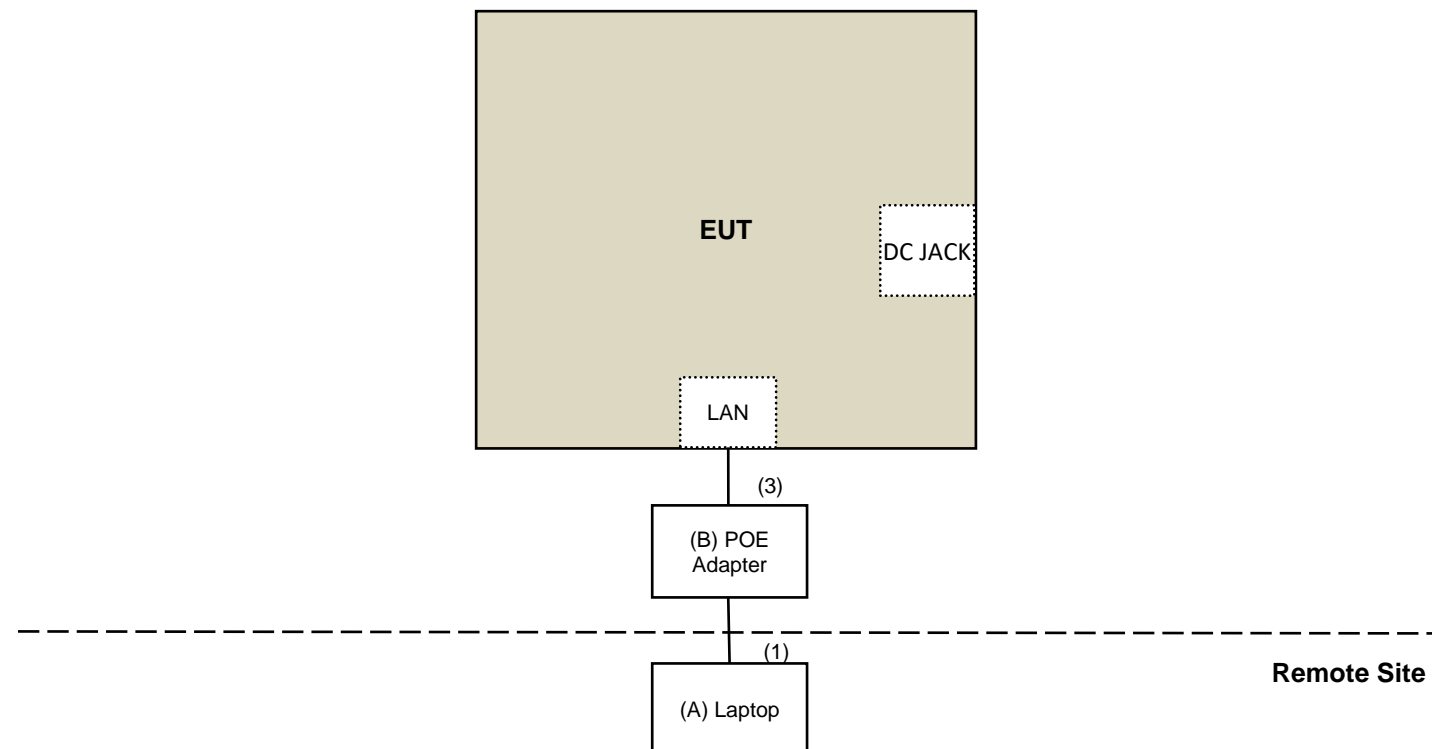 EUT
DC JACK
LAN
(3)
(B) POE
Adapter
(1)
Remote Site
(A) Laptop